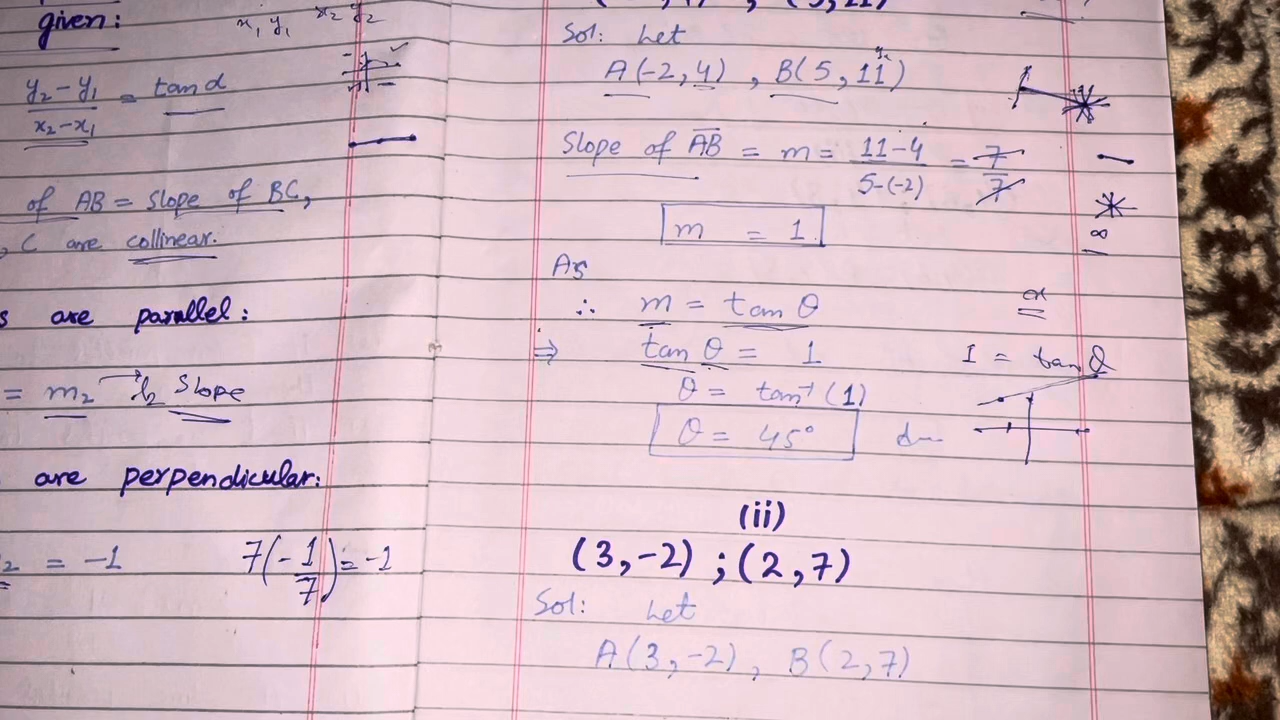 given:
x₁ y₁ x₂ y₂
y₂ - y₁ / x₂ - x₁ = tan α
of AB = Slope of BC,
, C are collinear.
s are parallel:
= m₂ → l₂ Slope
are perpendicular:
₂ = -1 7(-1/7) = -1
Sol: Let
A(-2, 4) , B(5, 11)
Slope of AB = m = 11-4 / 5-(-2) = 7/7
m = 1
As
∴ m = tan θ
⇒ tan θ = 1 1 = tan θ
θ = tan⁻¹ (1)
θ = 45°
(ii)
(3, -2) ; (2, 7)
Sol: Let
A(3, -2) , B(2, 7)